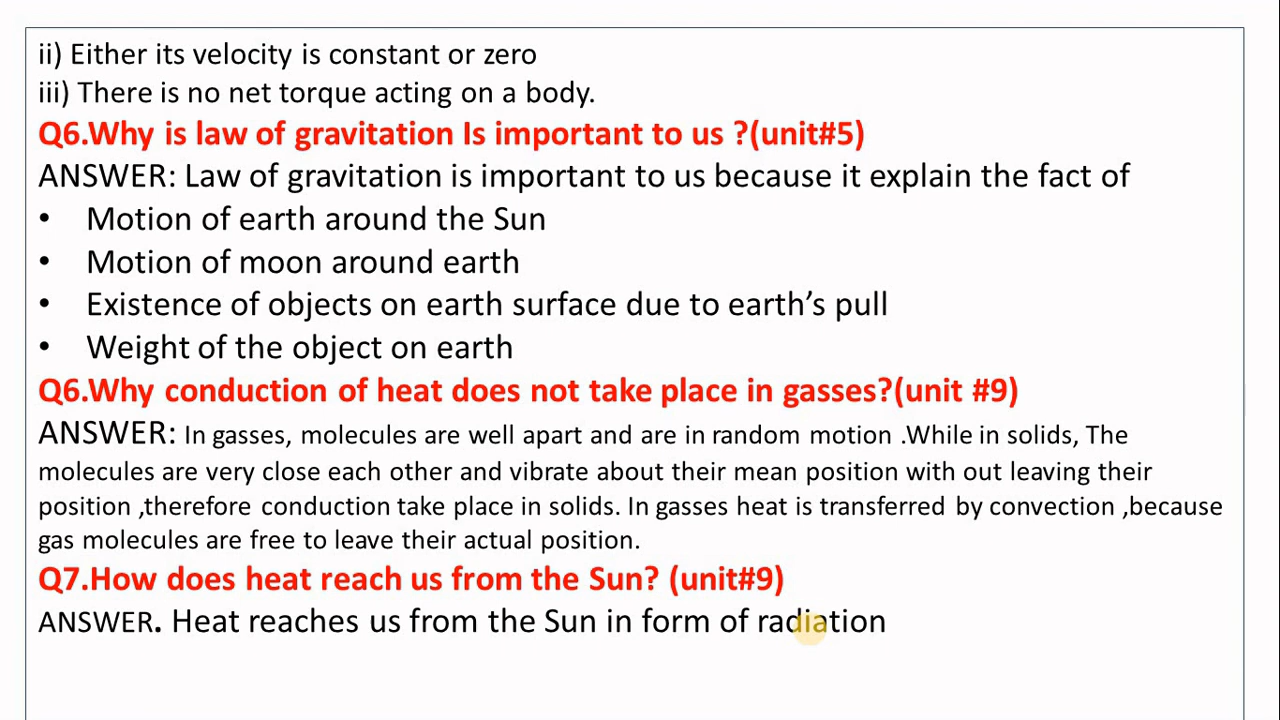 ii) Either its velocity is constant or zero
iii) There is no net torque acting on a body.
Q6.Why is law of gravitation Is important to us ?(unit#5)
ANSWER: Law of gravitation is important to us because it explain the fact of
• Motion of earth around the Sun
• Motion of moon around earth
• Existence of objects on earth surface due to earth’s pull
• Weight of the object on earth
Q6.Why conduction of heat does not take place in gasses?(unit #9)
ANSWER: In gasses, molecules are well apart and are in random motion .While in solids, The
molecules are very close each other and vibrate about their mean position with out leaving their
position ,therefore conduction take place in solids. In gasses heat is transferred by convection ,because
gas molecules are free to leave their actual position.
Q7.How does heat reach us from the Sun? (unit#9)
ANSWER. Heat reaches us from the Sun in form of radiation